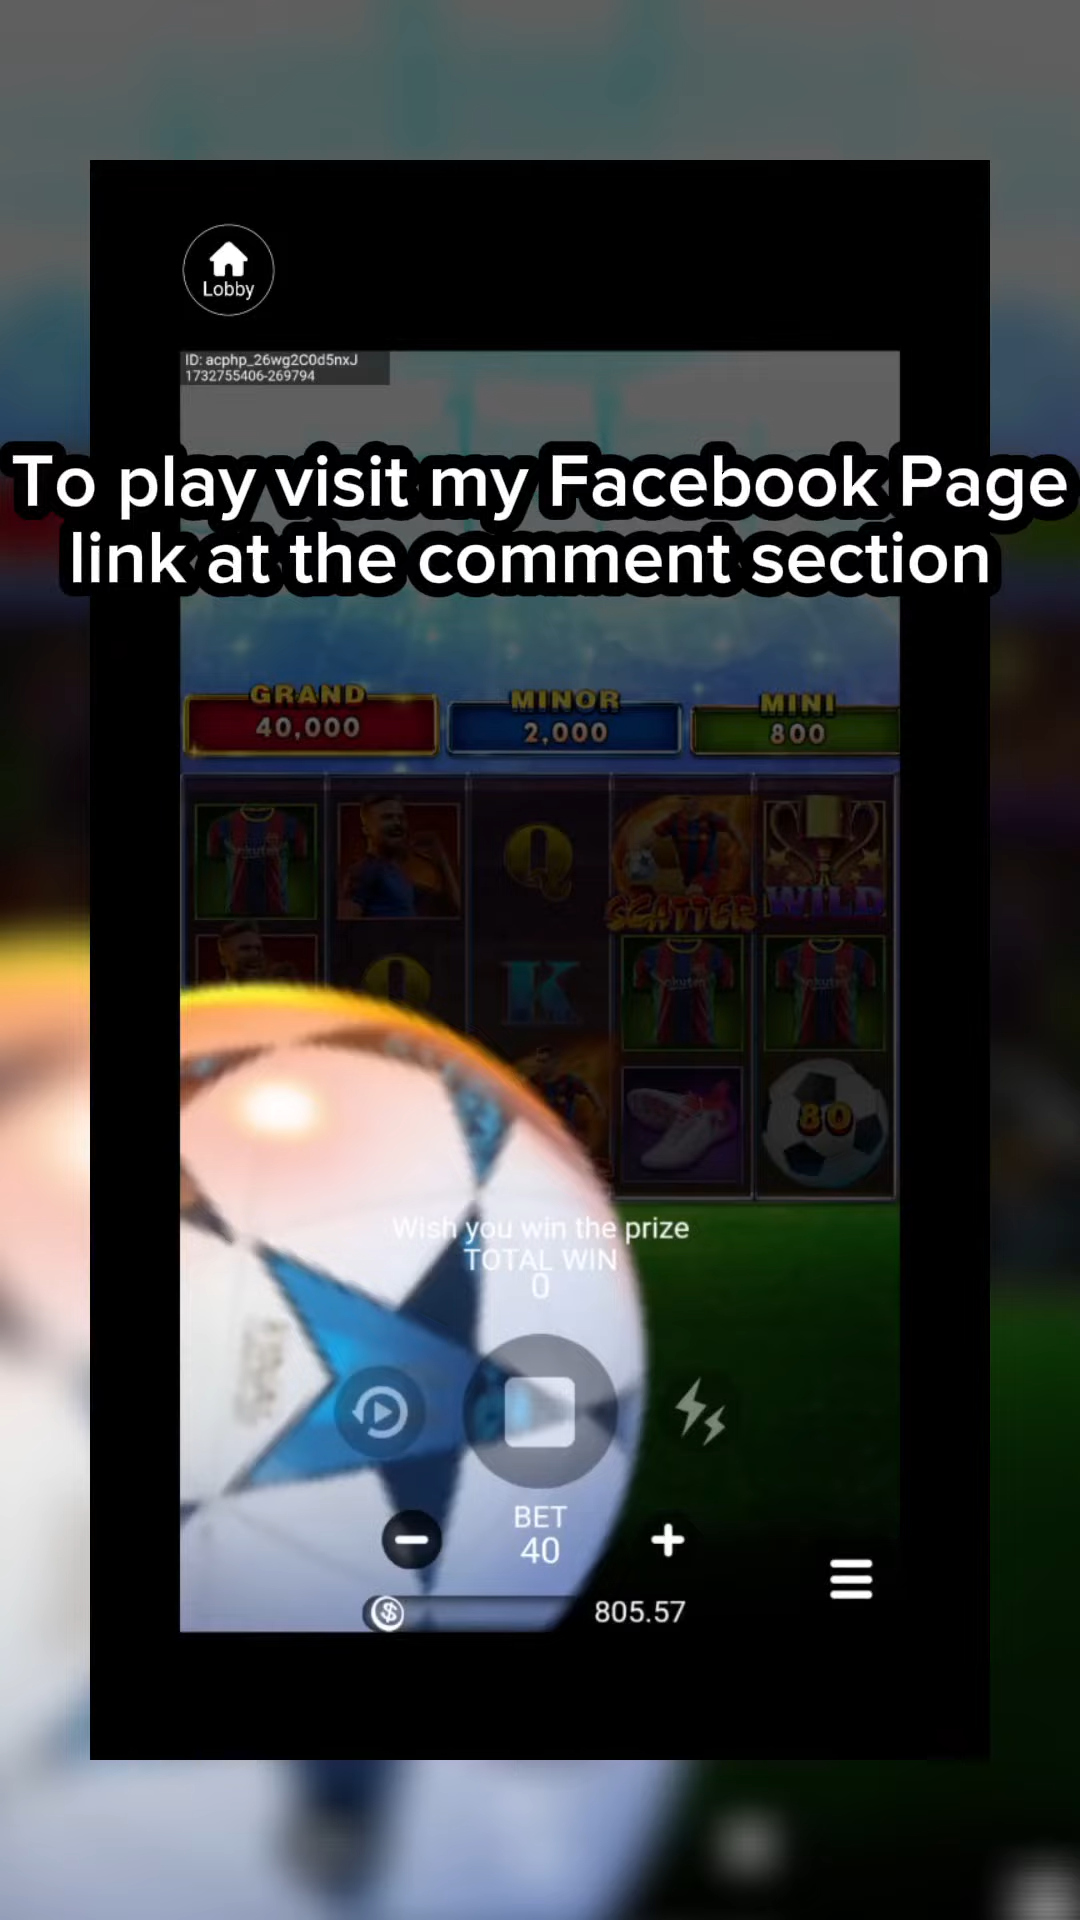 Lobby
ID: acphp_26wg2C0d5nxJ
1732755406-269794
To play visit my Facebook Page
link at the comment section
GRAND
40,000
MINOR
2,000
MINI
800
Q
SCATTER
WILD
Q
K
80
Wish you win the prize
TOTAL WIN
0
BET
40
805.57